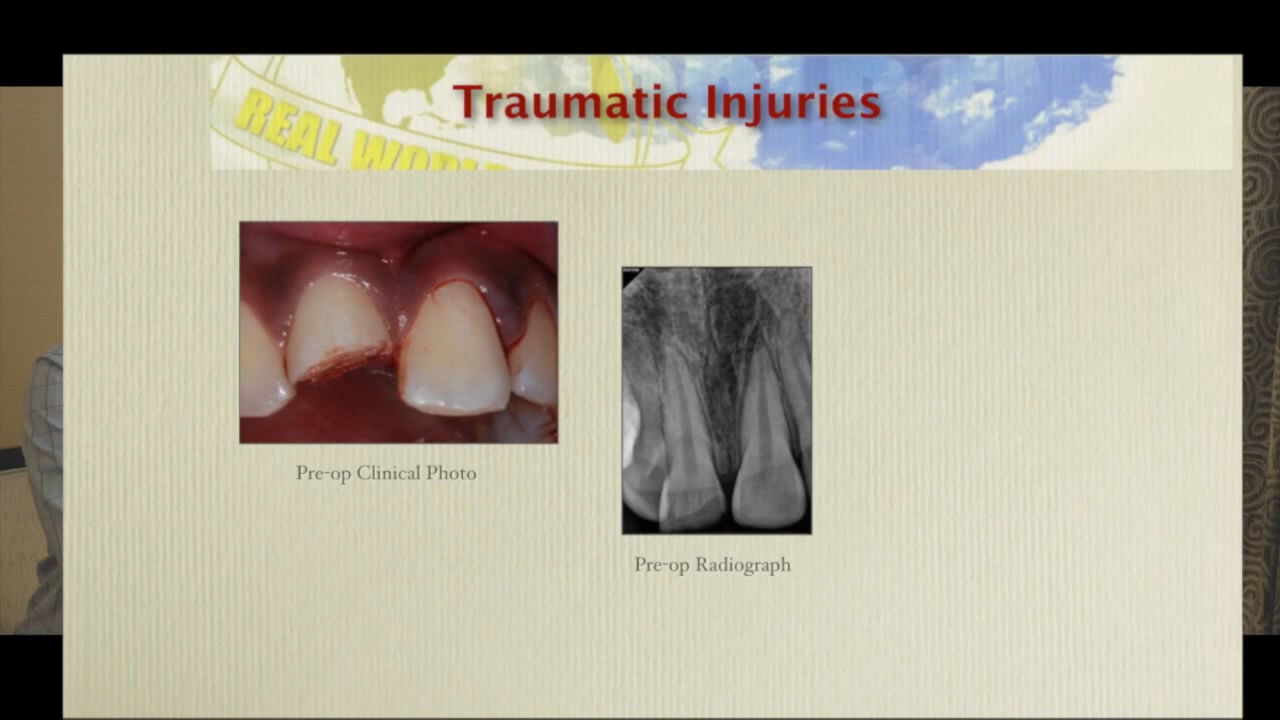 Traumatic Injuries
REAL WORLD
Pre-op Clinical Photo
Pre-op Radiograph